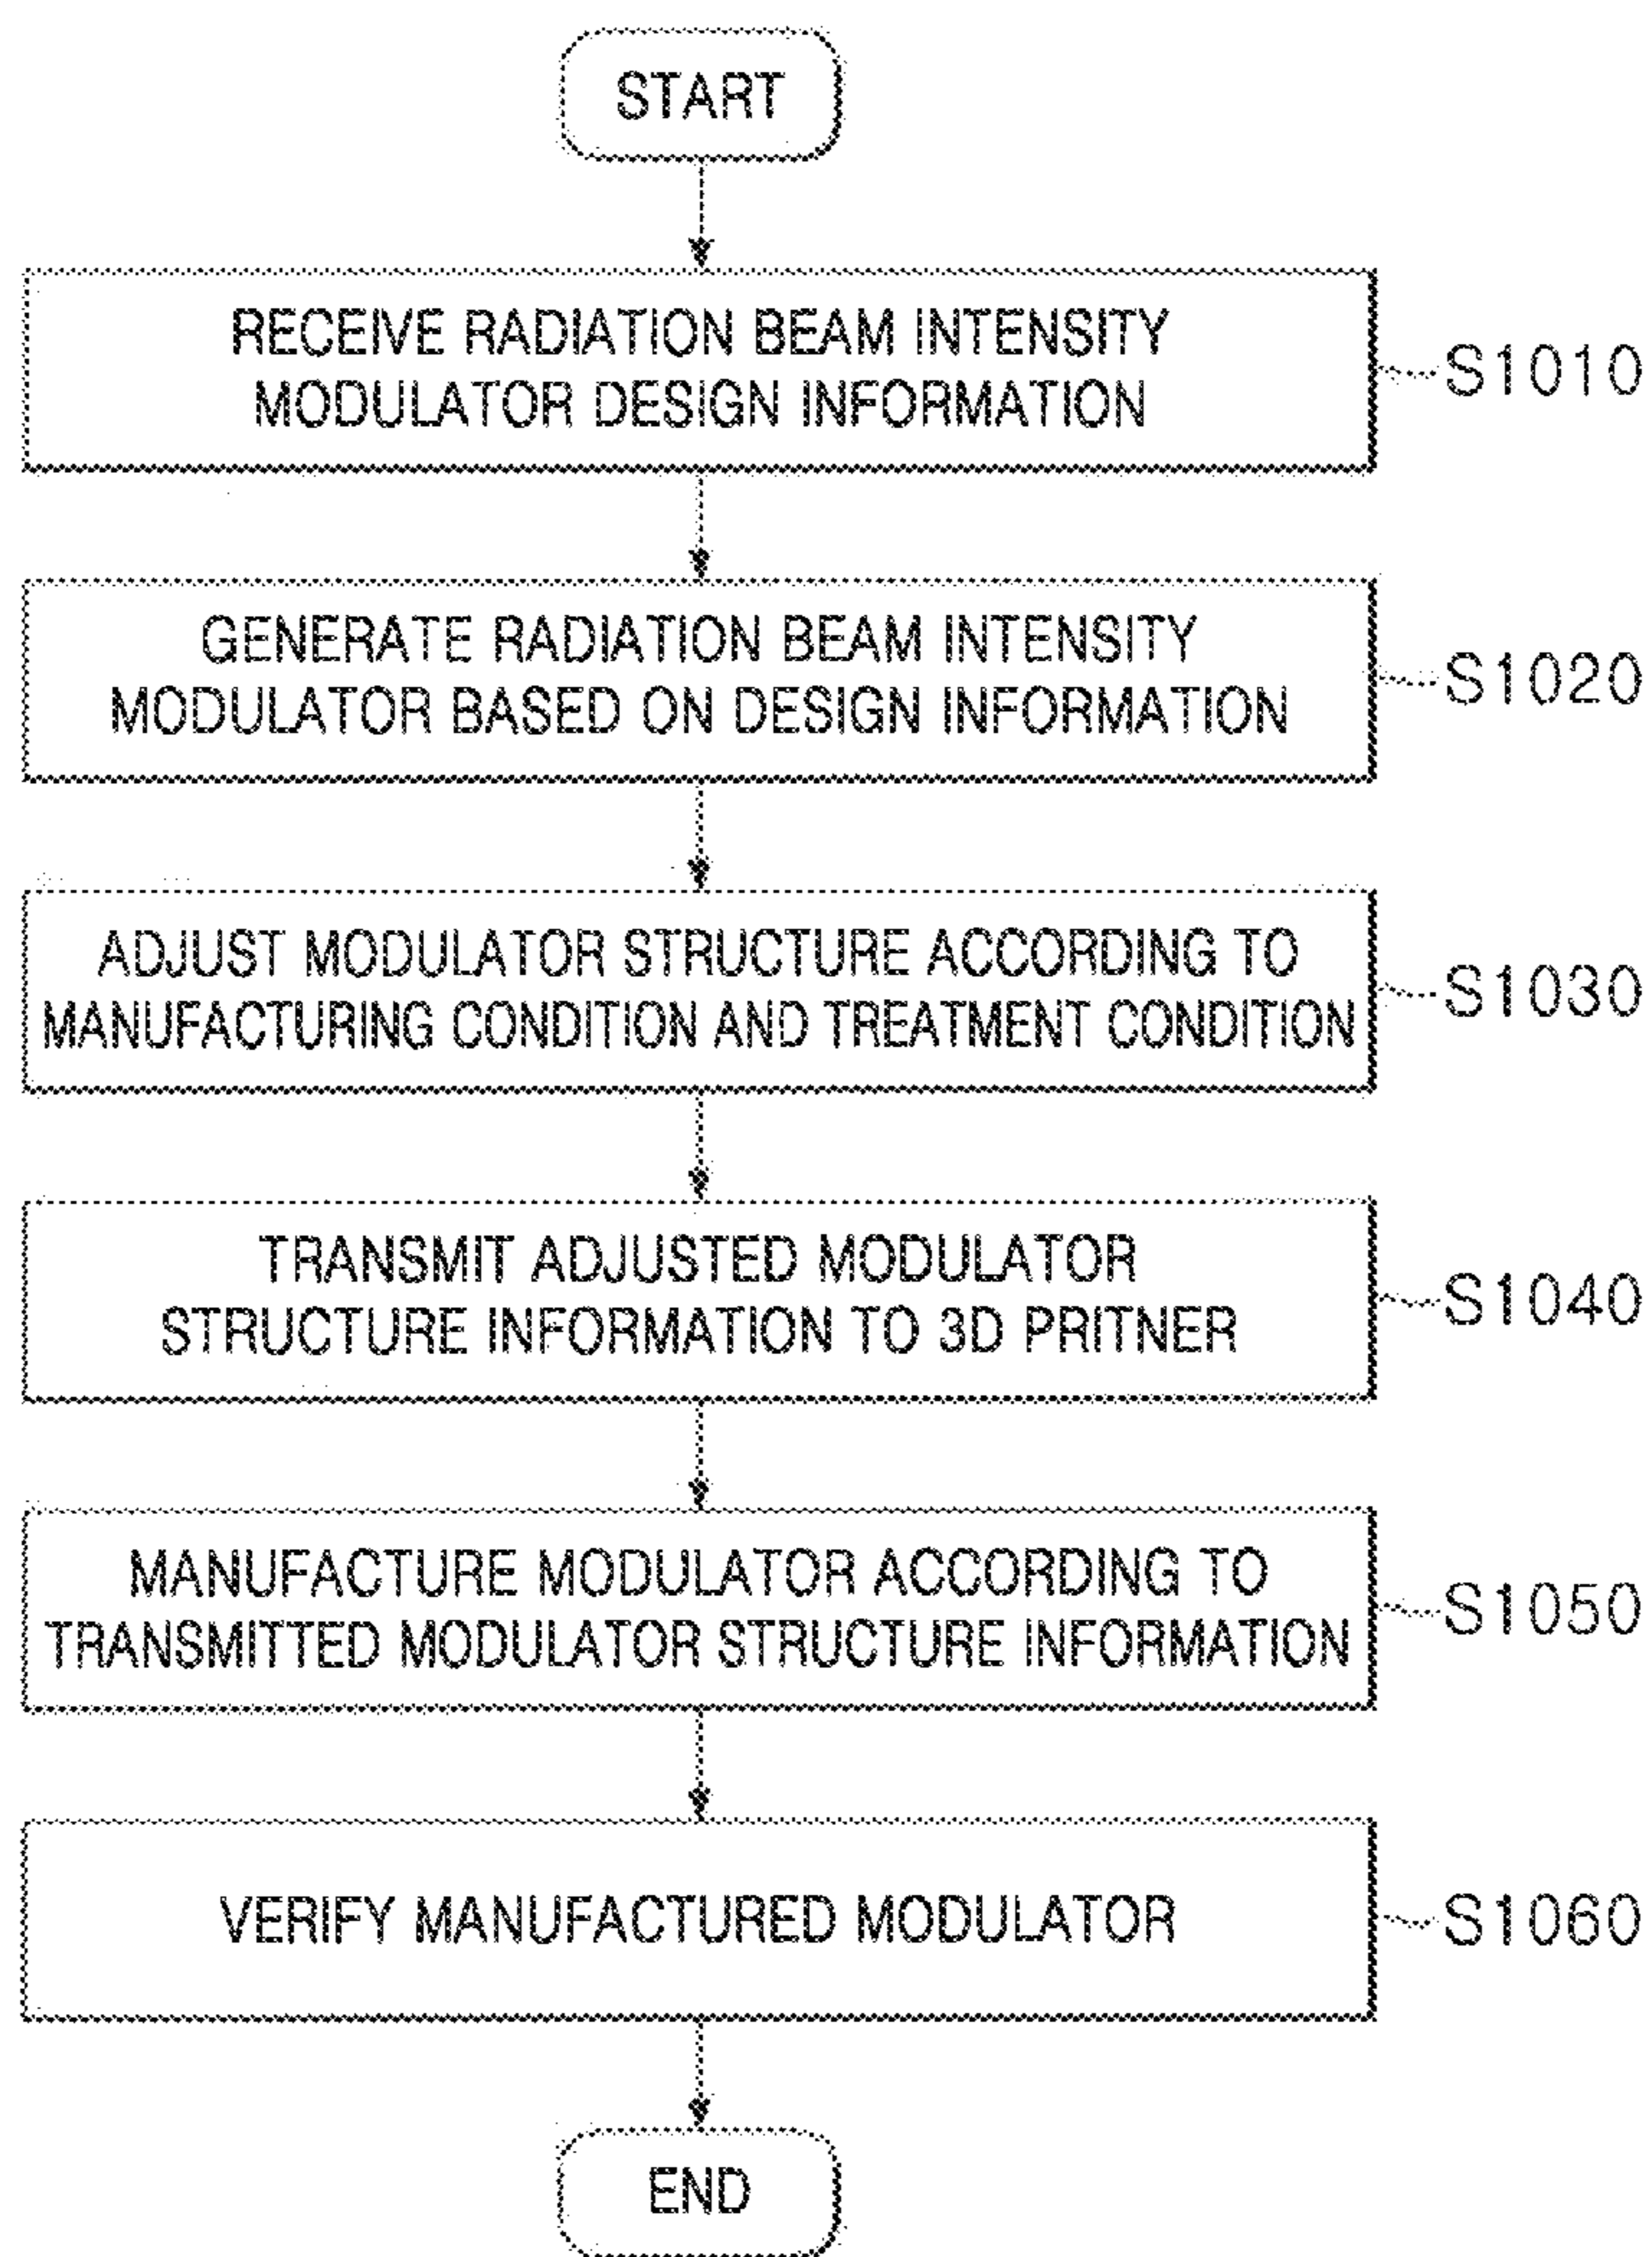 START
RECEIVE RADIATION BEAM INTENSITY
MODULATOR DESIGN INFORMATION
S1010
GENERATE RADIATION BEAM INTENSITY
MODULATOR BASED ON DESIGN INFORMATION
S1020
ADJUST MODULATOR STRUCTURE ACCORDING TO
MANUFACTURING CONDITION AND TREATMENT CONDITION
S1030
TRANSMIT ADJUSTED MODULATOR
STRUCTURE INFORMATION TO 3D PRITNER
S1040
MANUFACTURE MODULATOR ACCORDING TO
TRANSMITTED MODULATOR STRUCTURE INFORMATION
S1050
VERIFY MANUFACTURED MODULATOR
S1060
END